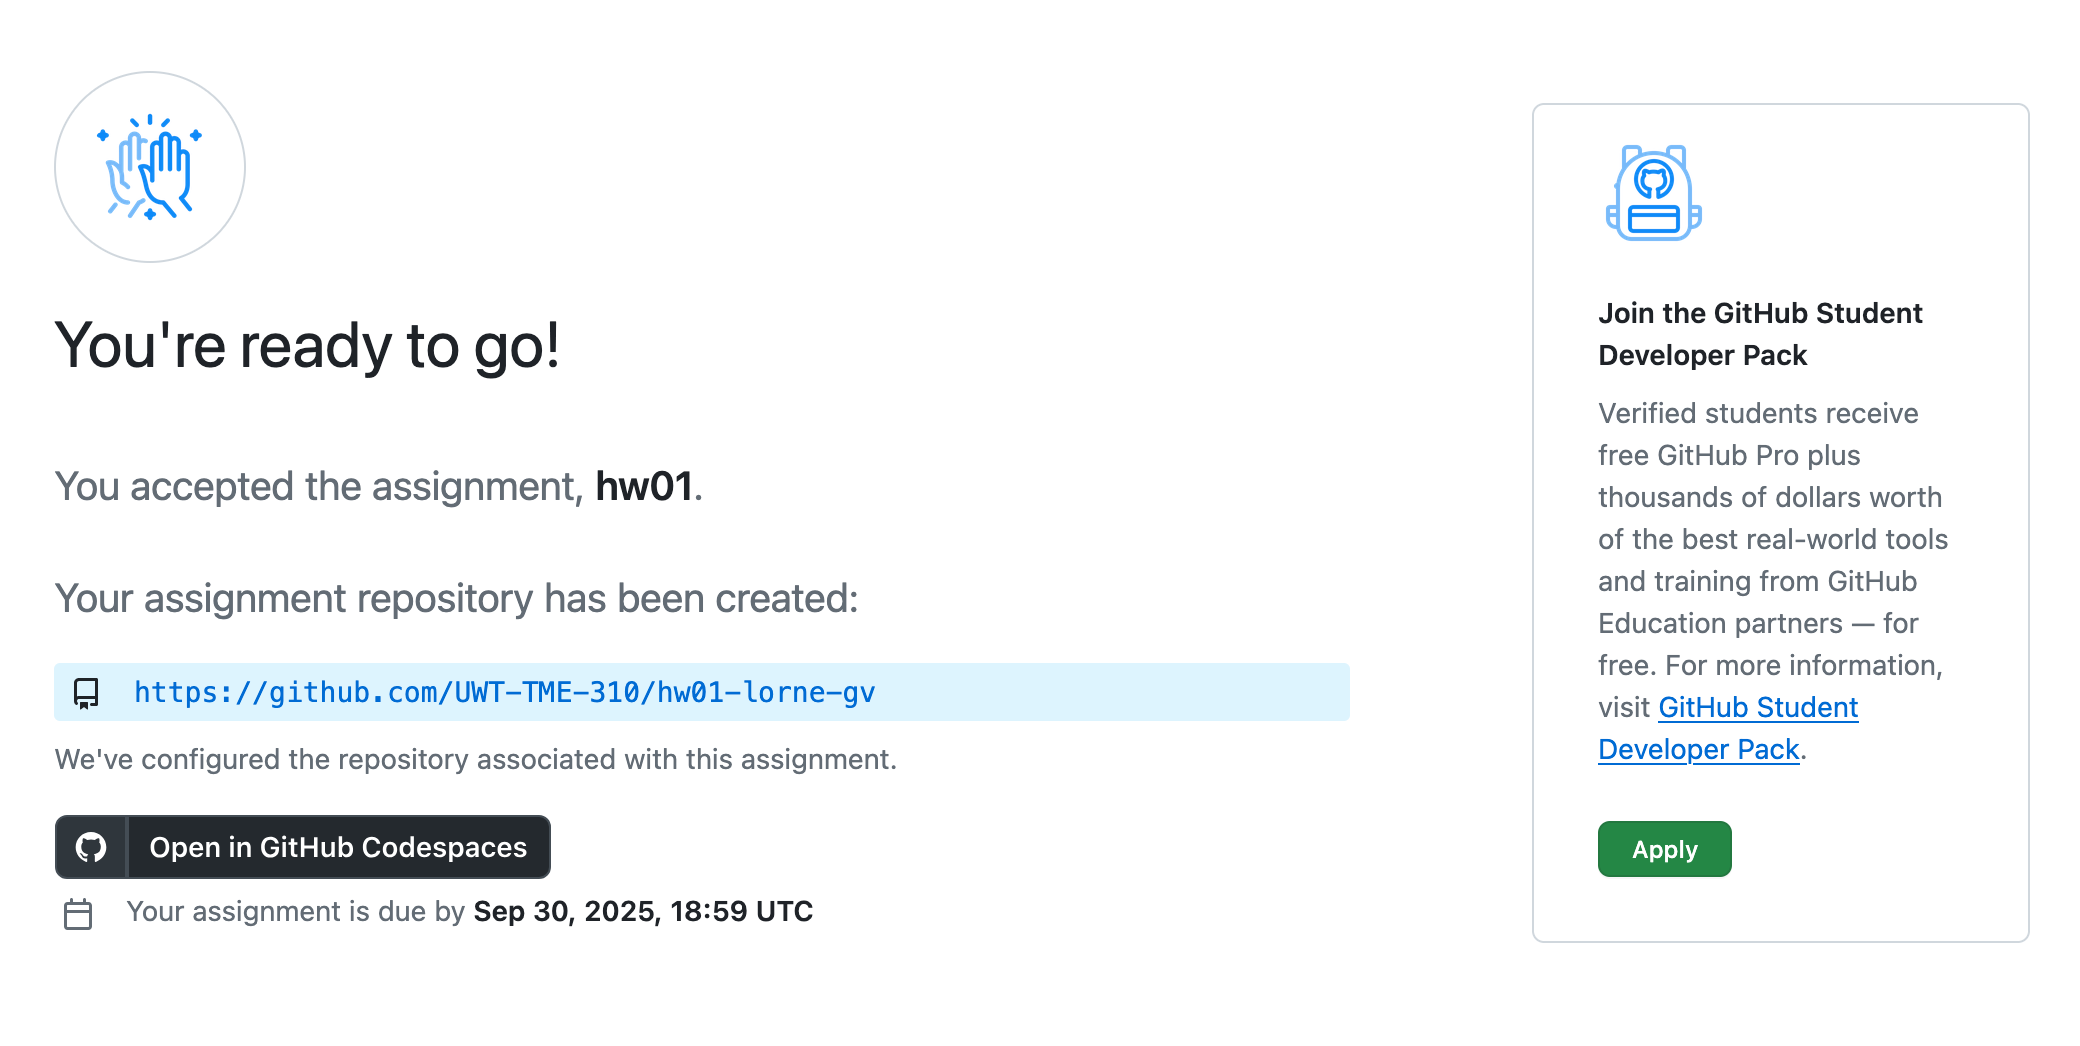 You're ready to go!
You accepted the assignment, hw01.
Your assignment repository has been created:
https://github.com/UWT-TME-310/hw01-lorne-gv
We've configured the repository associated with this assignment.
Open in GitHub Codespaces
Your assignment is due by Sep 30, 2025, 18:59 UTC
Join the GitHub Student
Developer Pack
Verified students receive
free GitHub Pro plus
thousands of dollars worth
of the best real-world tools
and training from GitHub
Education partners — for
free. For more information,
visit GitHub Student
Developer Pack.
Apply